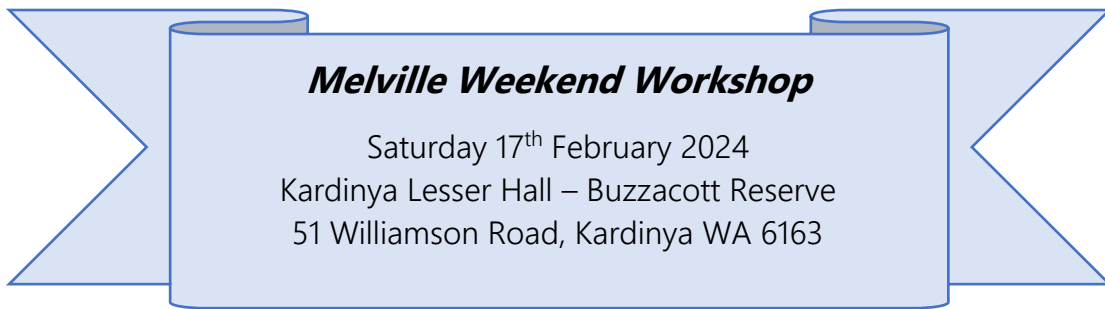 Melville Weekend Workshop
Saturday 17th February 2024
Kardinya Lesser Hall – Buzzacott Reserve
51 Williamson Road, Kardinya WA 6163